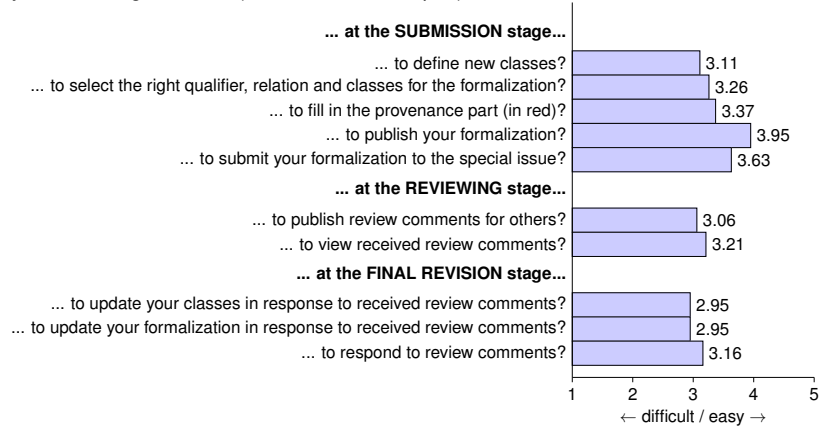 ... at the SUBMISSION stage...
... to define new classes? 3.11
... to select the right qualifier, relation and classes for the formalization? 3.26
... to fill in the provenance part (in red)? 3.37
... to publish your formalization? 3.95
... to submit your formalization to the special issue? 3.63
... at the REVIEWING stage...
... to publish review comments for others? 3.06
... to view received review comments? 3.21
... at the FINAL REVISION stage...
... to update your classes in response to received review comments? 2.95
... to update your formalization in response to received review comments? 2.95
... to respond to review comments? 3.16
1 2 3 4 5
← difficult / easy →